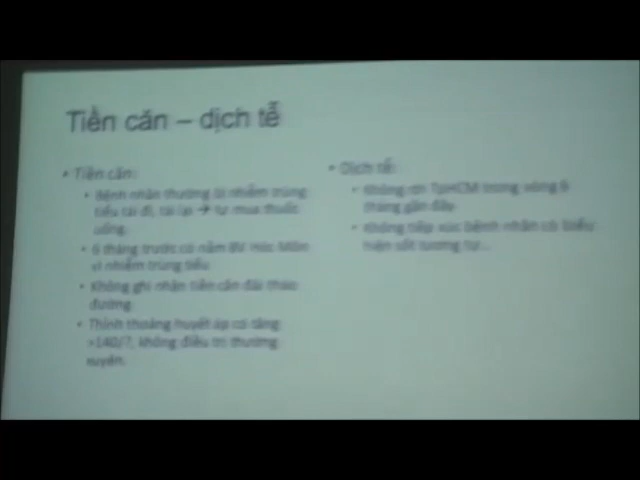 Tiền căn – dịch tễ
• Tiền căn:
• Bệnh nhân thường bị nhiễm trùng
tiểu tái đi, tái lại → tự mua thuốc
uống.
• 6 tháng trước có nằm BV Hóc Môn
vì nhiễm trùng tiểu
• Không ghi nhận tiền căn đái tháo
đường.
• Thỉnh thoảng huyết áp có tăng
>140/?, không điều trị thường
xuyên.
• Dịch tễ:
• Không rời TpHCM trong vòng 6
tháng gần đây
• Không tiếp xúc bệnh nhân có biểu
hiện sốt tương tự...